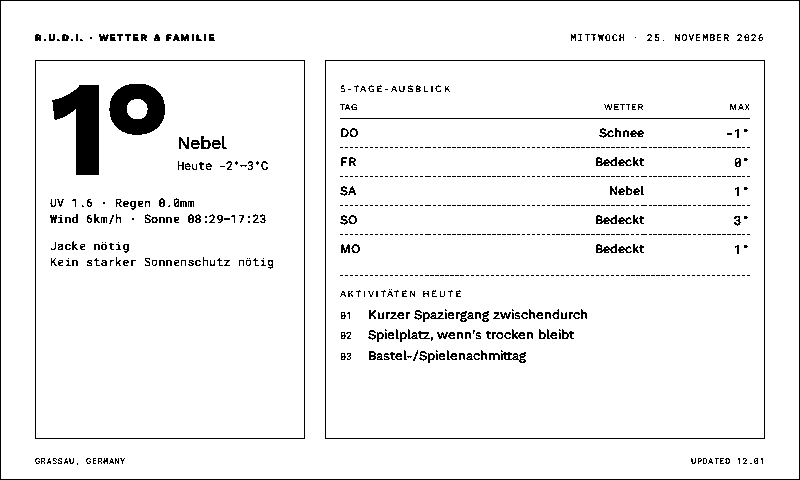 R.U.D.I. · WETTER & FAMILIE
MITTWOCH · 25. NOVEMBER 2026
1°
Nebel
Heute -2°–3°C
UV 1.6 · Regen 0.0mm
Wind 6km/h · Sonne 08:29–17:23
Jacke nötig
Kein starker Sonnenschutz nötig
5-TAGE-AUSBLICK
TAG WETTER MAX
DO Schnee -1°
FR Bedeckt 0°
SA Nebel 1°
SO Bedeckt 3°
MO Bedeckt 1°
AKTIVITÄTEN HEUTE
01 Kurzer Spaziergang zwischendurch
02 Spielplatz, wenn's trocken bleibt
03 Bastel-/Spielenachmittag
GRASSAU, GERMANY
UPDATED 12.01